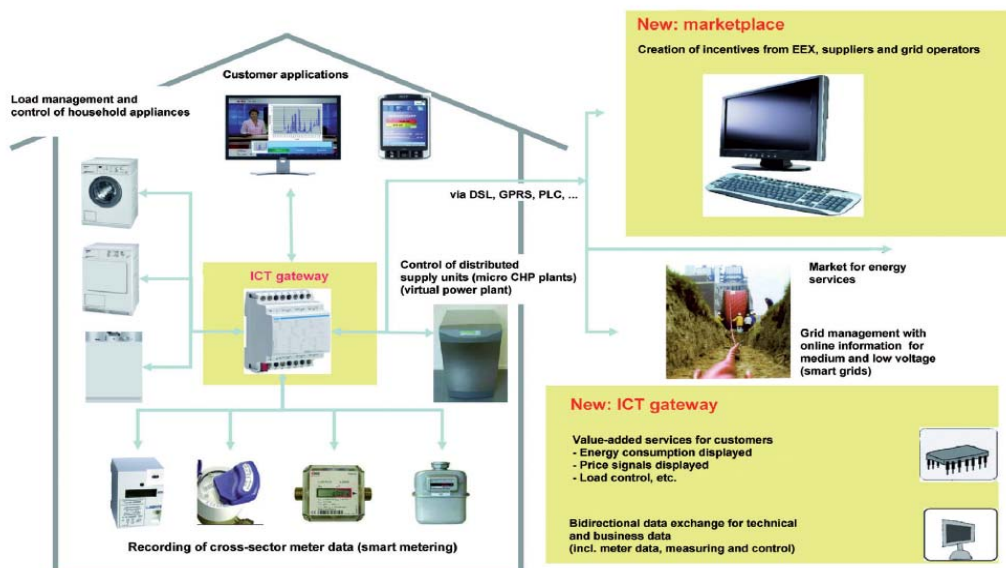 New: marketplace
Creation of incentives from EEX, suppliers and grid operators
Customer applications
Load management and
control of household appliances
via DSL, GPRS, PLC, ...
ICT gateway
Control of distributed
supply units (micro CHP plants)
(virtual power plant)
Market for energy
services
Grid management with
online information for
medium and low voltage
(smart grids)
New: ICT gateway
Value-added services for customers
- Energy consumption displayed
- Price signals displayed
- Load control, etc.
Bidirectional data exchange for technical
and business data
(incl. meter data, measuring and control)
Recording of cross-sector meter data (smart metering)